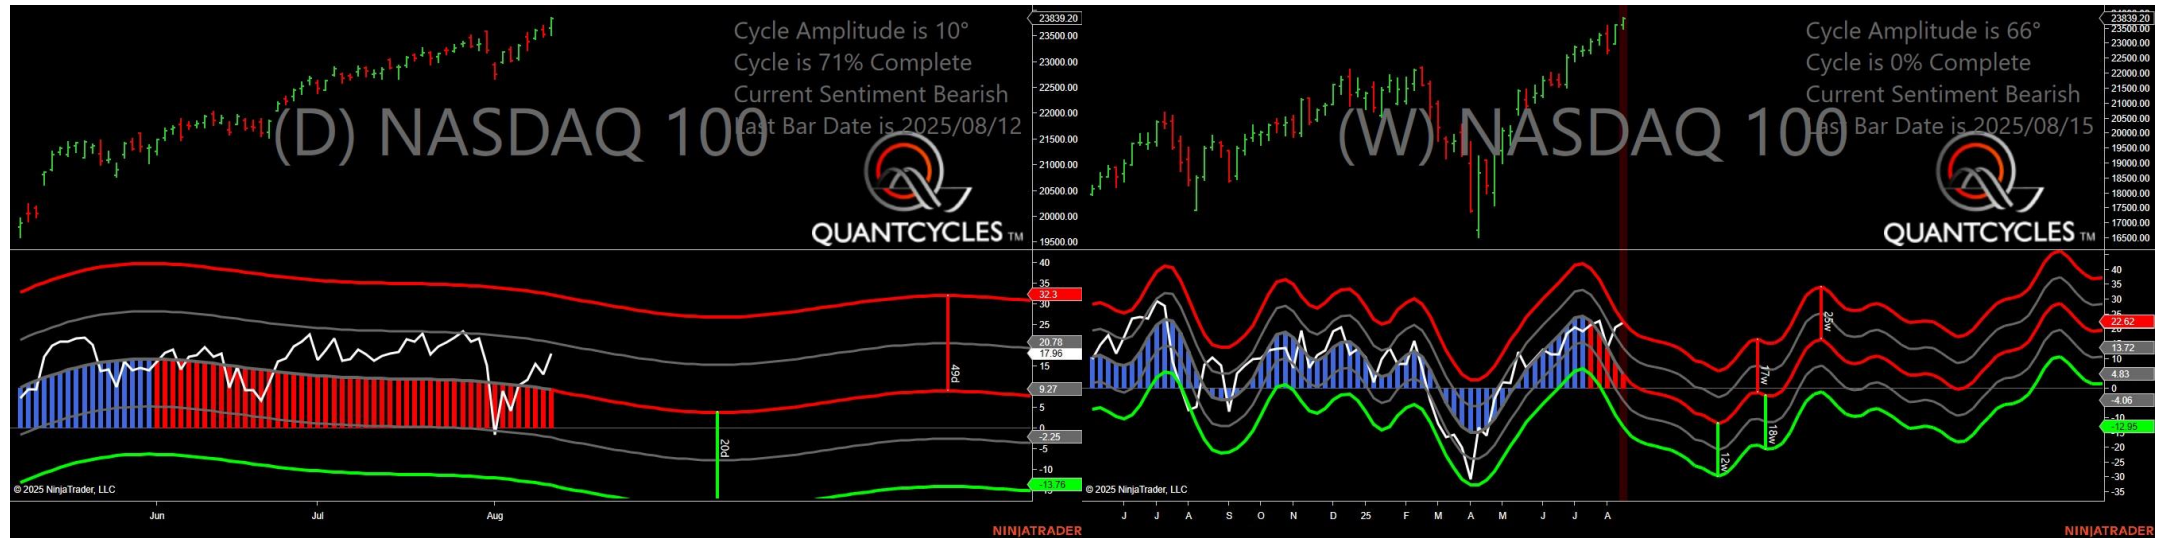 Cycle Amplitude is 10°
Cycle is 71% Complete
Current Sentiment Bearish
Last Bar Date is 2025/08/12
(D) NASDAQ 100
QUANTCYCLES TM
23839.20
23500.00
23000.00
22500.00
22000.00
21500.00
21000.00
20500.00
20000.00
19500.00
40
35
32.3
30
25
20.78
17.96
15
9.27
5
0
-2.25
-5
-10
-13.76
49d
20d
© 2025 NinjaTrader, LLC
Jun
Jul
Aug
NINJATRADER
Cycle Amplitude is 66°
Cycle is 0% Complete
Current Sentiment Bearish
Last Bar Date is 2025/08/15
(W) NASDAQ 100
QUANTCYCLES TM
23839.20
23500.00
22500.00
22000.00
21500.00
21000.00
20500.00
20000.00
19500.00
19000.00
18500.00
18000.00
17500.00
17000.00
16500.00
40
35
30
25
22.62
13.72
10
4.83
0
-4.06
-10
-12.95
-20
-25
-30
-35
25w
17w
18w
12w
© 2025 NinjaTrader, LLC
J J A S O N D 25 F M A M J J A
NINJATRADER